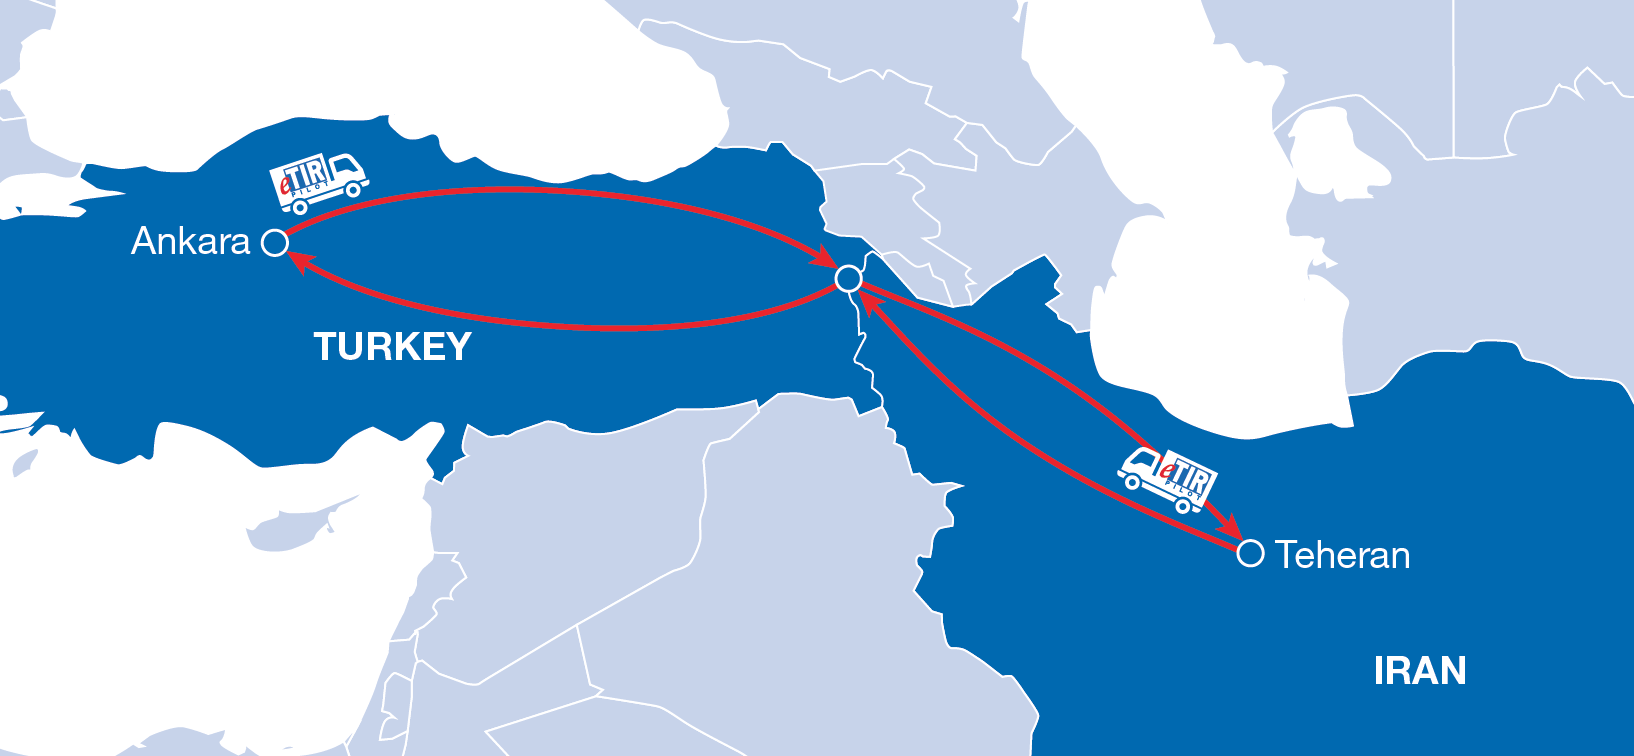 eTIR
PILOT
Ankara
TURKEY
eTIR
PILOT
Teheran
IRAN